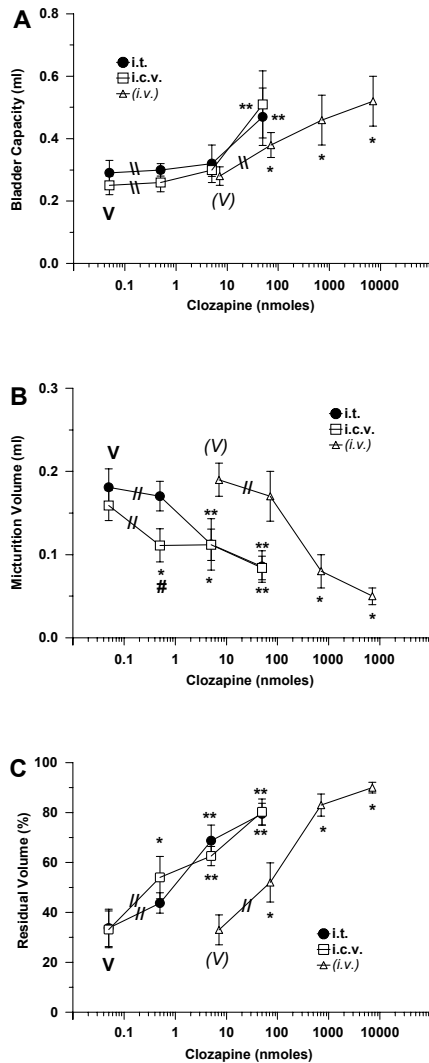 A
Bladder Capacity (ml)
0.8
0.6
0.4
0.2
0.0
i.t.
i.c.v.
(i.v.)
**
**
*
*
*
V
(V)
0.1 1 10 100 1000 10000
Clozapine (nmoles)
B
Micturition Volume (ml)
0.3
0.2
0.1
0.0
i.t.
i.c.v.
(i.v.)
V
(V)
**
**
*
#
*
**
*
*
0.1 1 10 100 1000 10000
Clozapine (nmoles)
C
Residual Volume (%)
100
80
60
40
20
0
**
**
*
**
**
*
*
*
V
(V)
i.t.
i.c.v.
(i.v.)
0.1 1 10 100 1000 10000
Clozapine (nmoles)